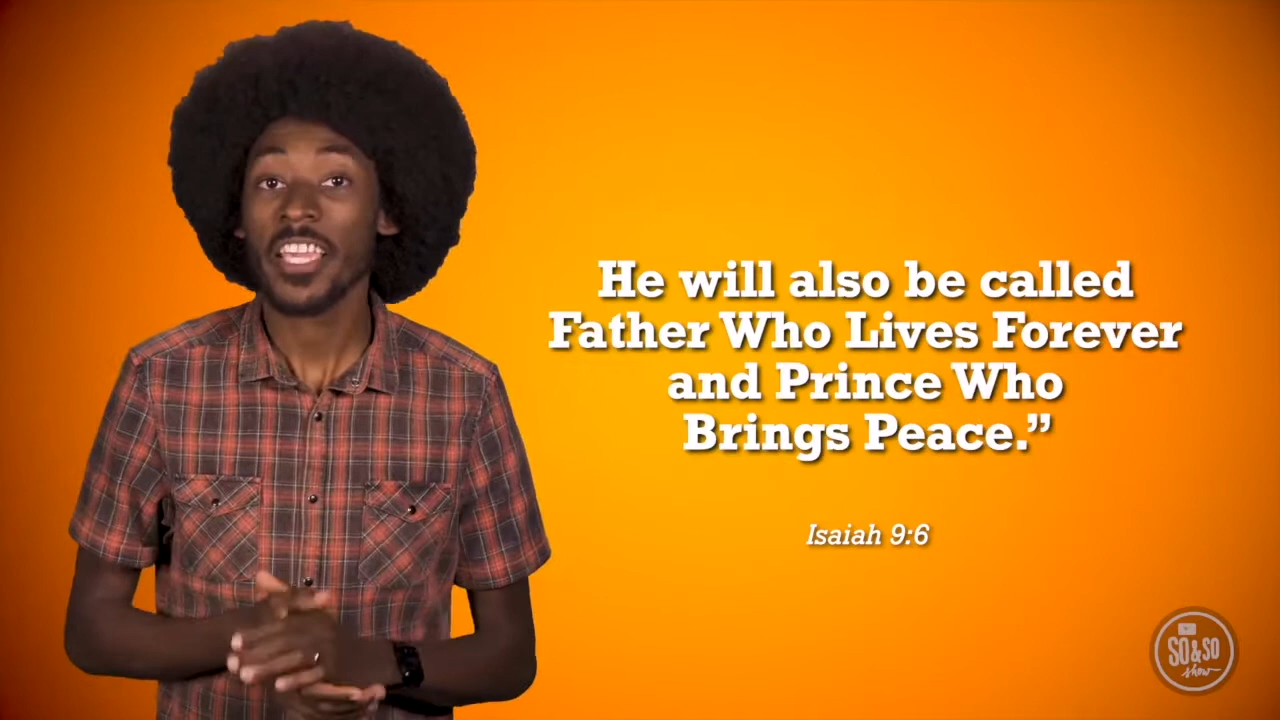 He will also be called
Father Who Lives Forever
and Prince Who
Brings Peace.”
Isaiah 9:6
SO & SO
show